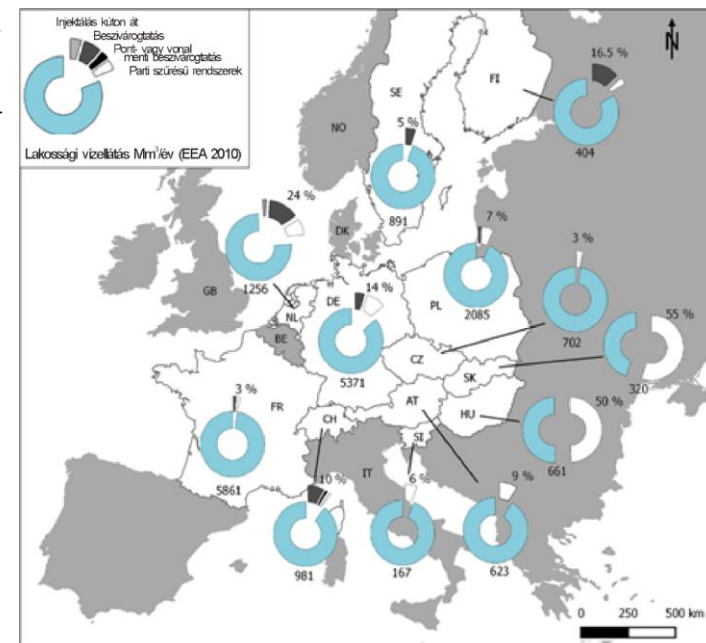 Injektálás kúton át
Beszivárogtatás
Pont- vagy vonal
menti beszivárogtatás
Parti szűrésű rendszerek
Lakossági vízellátás Mm³/év (EEA 2010)
N
16.5 %
FI
404
SE
NO
5 %
891
24 %
1256
DK
7 %
PL
2085
3 %
702
GB
NL
DE
14 %
5371
BE
CZ
SK
55 %
320
AT
HU
50 %
661
FR
3 %
5861
CH
SI
IT
10 %
981
6 %
167
9 %
623
0 250 500 km